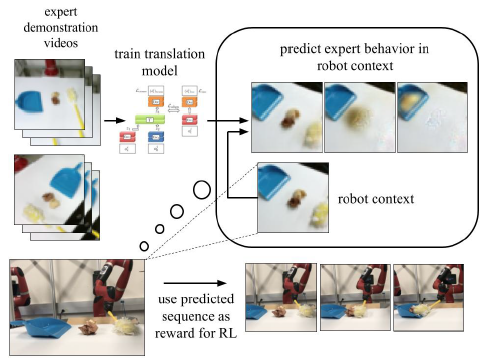 expert
demonstration
videos
train translation
model
predict expert behavior in
robot context
robot context
use predicted
sequence as
reward for RL